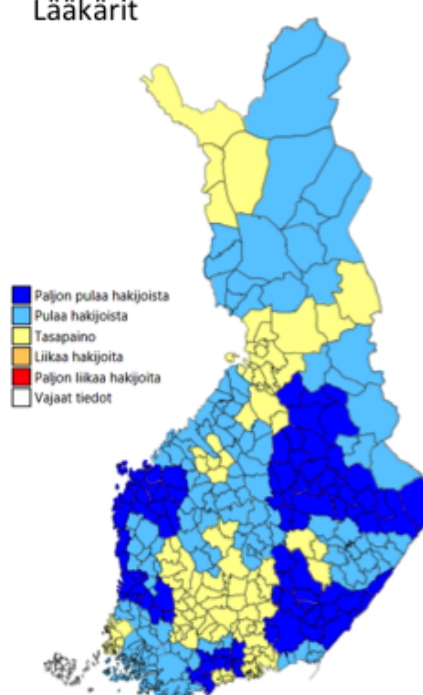 Lääkärit
Paljon pulaa hakijoista
Pulaa hakijoista
Tasapaino
Liikaa hakijoita
Paljon liikaa hakijoita
Vajaat tiedot